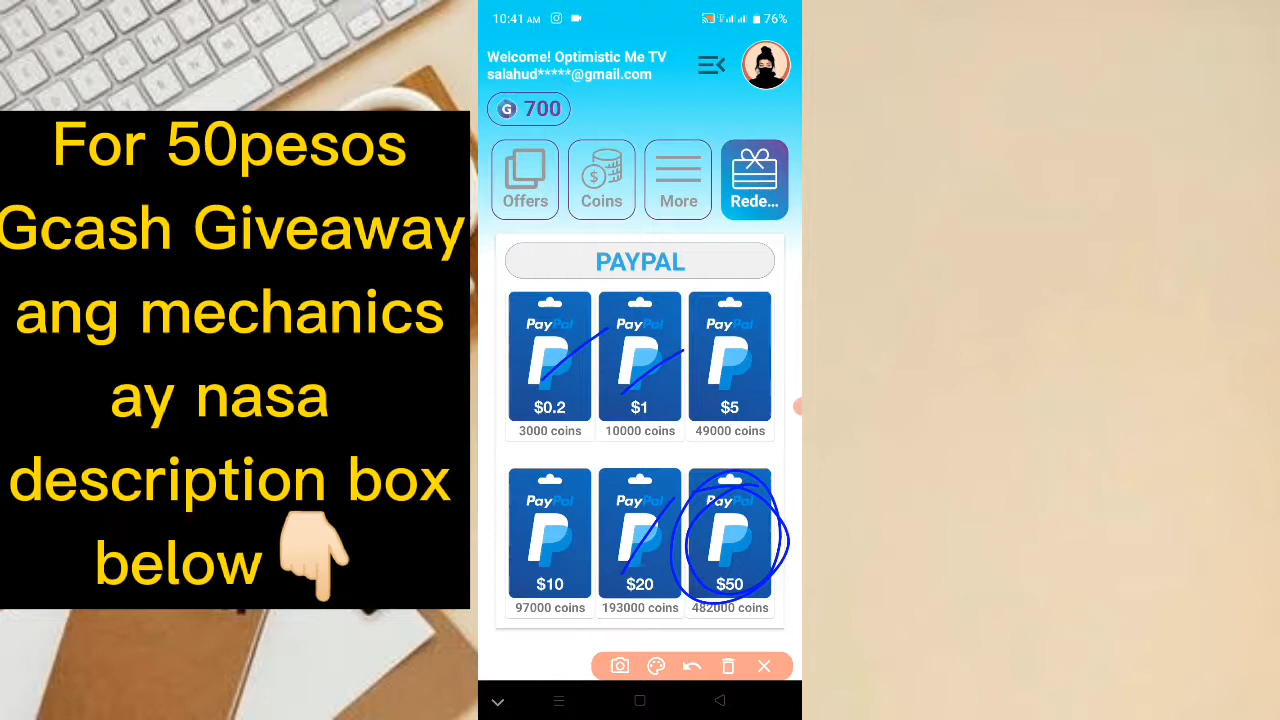 For 50pesos
Gcash Giveaway
ang mechanics
ay nasa
description box
below
10:41 AM
76%
Welcome! Optimistic Me TV
salahud*****@gmail.com
G 700
Offers
Coins
More
Rede...
PAYPAL
PayPal
$0.2
3000 coins
PayPal
$1
10000 coins
PayPal
$5
49000 coins
PayPal
$10
97000 coins
PayPal
$20
193000 coins
PayPal
$50
482000 coins